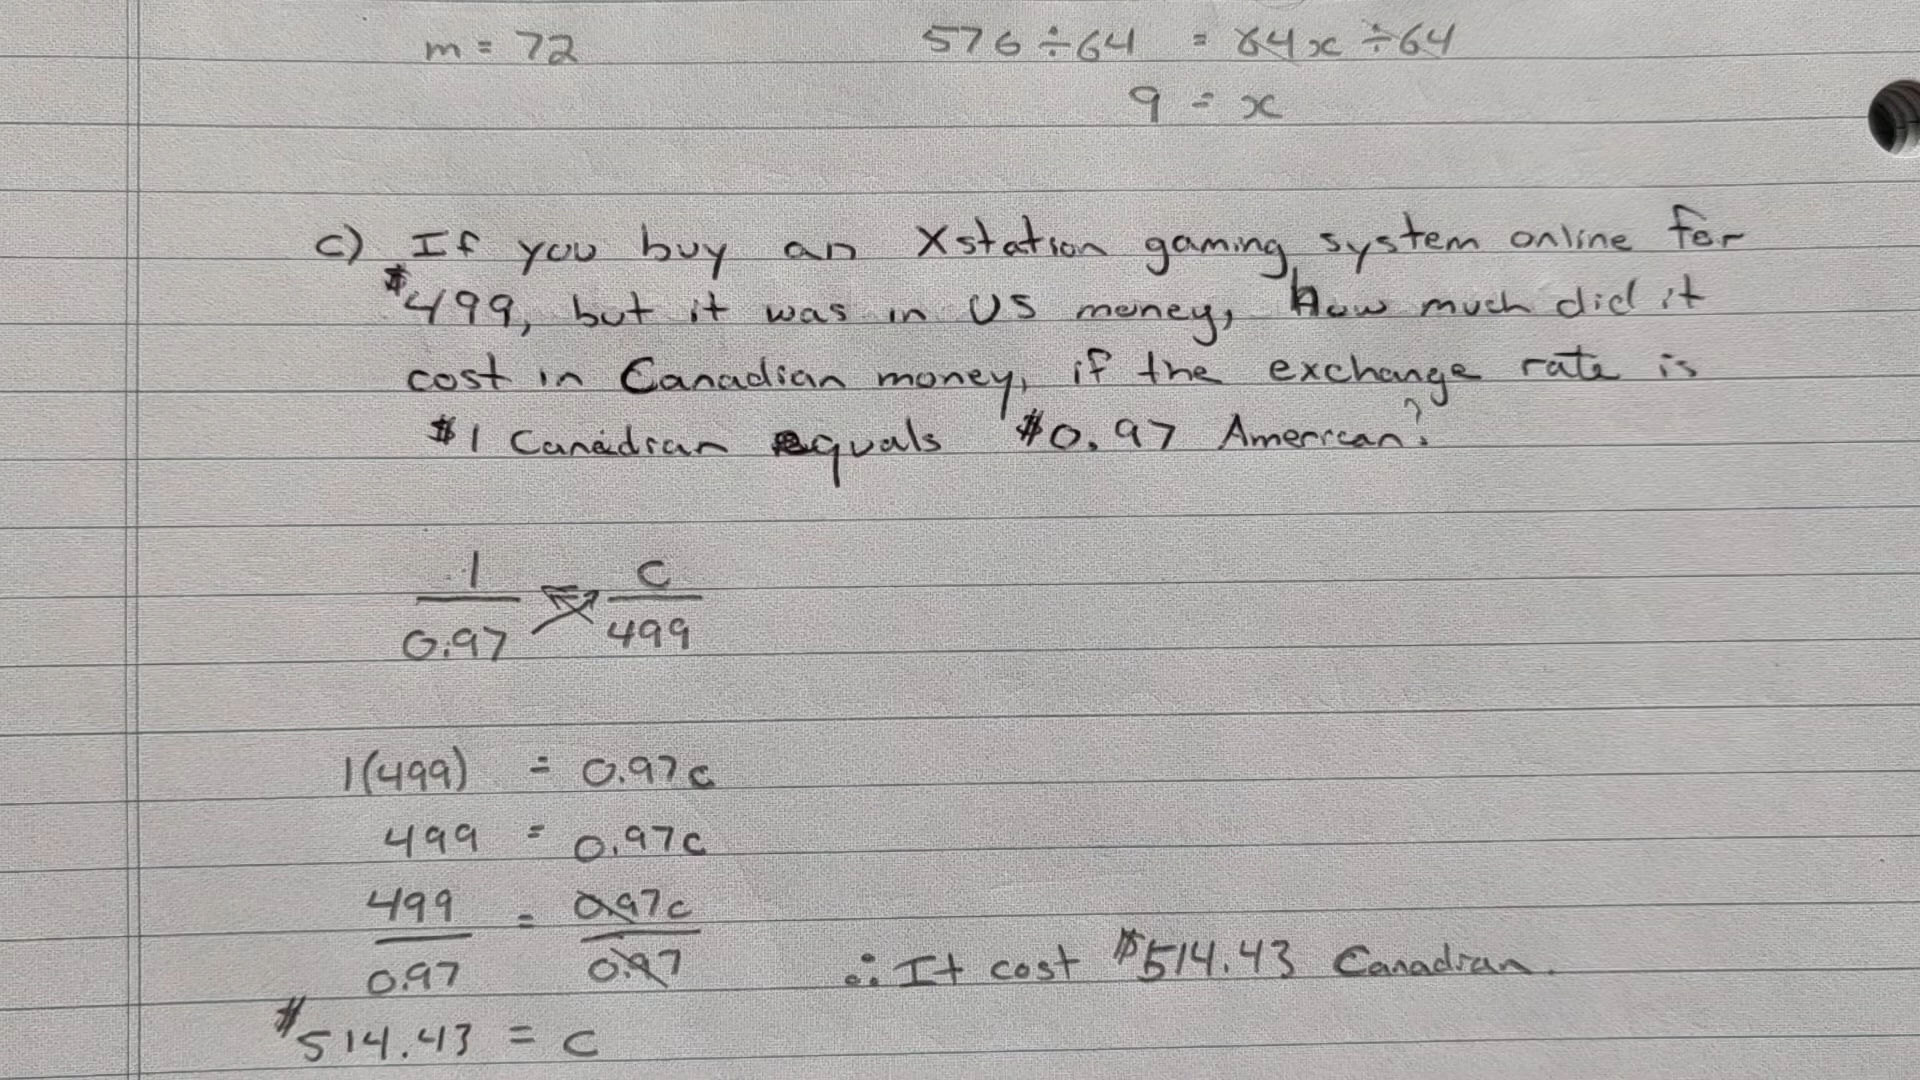 m = 72
576 ÷ 64 = 64x ÷ 64
9 = x
c) If you buy an Xstation gaming system online for
$499, but it was in US money, how much did it
cost in Canadian money, if the exchange rate is
$1 Canadian equals $0.97 American?
1 c
0.97 499
1(499) = 0.97c
499 = 0.97c
499 = 0.97c
0.97 0.97
∴ It cost $514.43 Canadian.
$514.43 = c